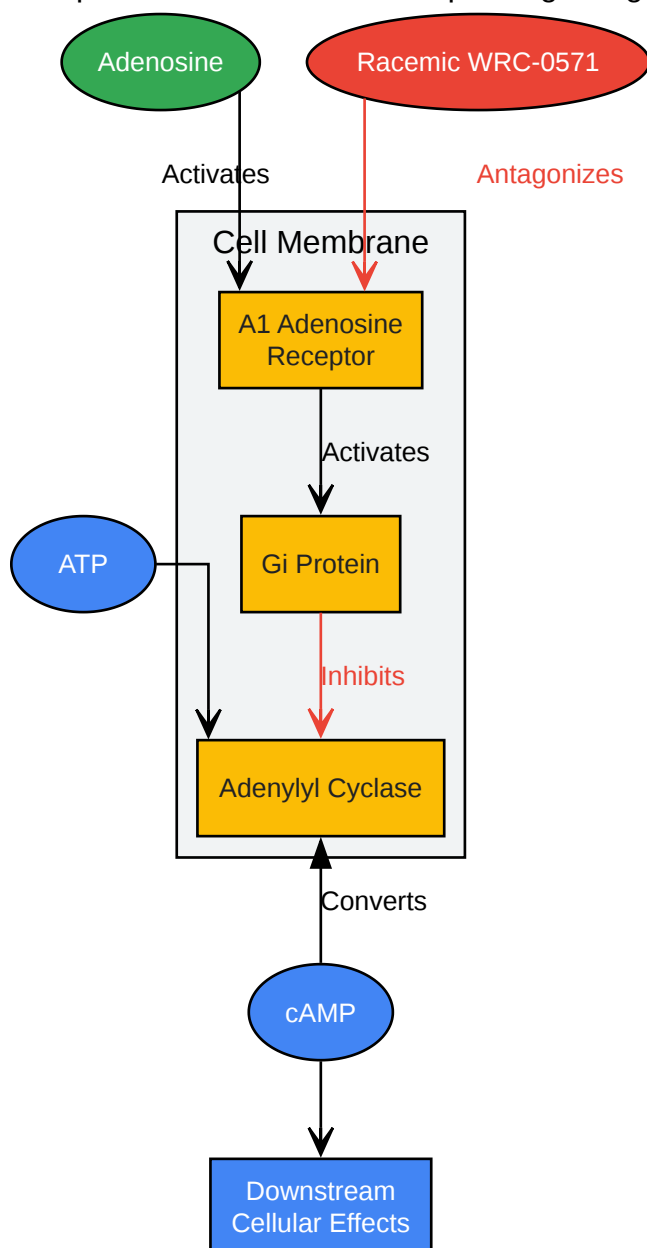 Adenosine
Racemic WRC-0571
Activates
Antagonizes
Cell Membrane
A1 Adenosine
Receptor
Activates
ATP
Gi Protein
Inhibits
Adenylyl Cyclase
Converts
cAMP
Downstream
Cellular Effects